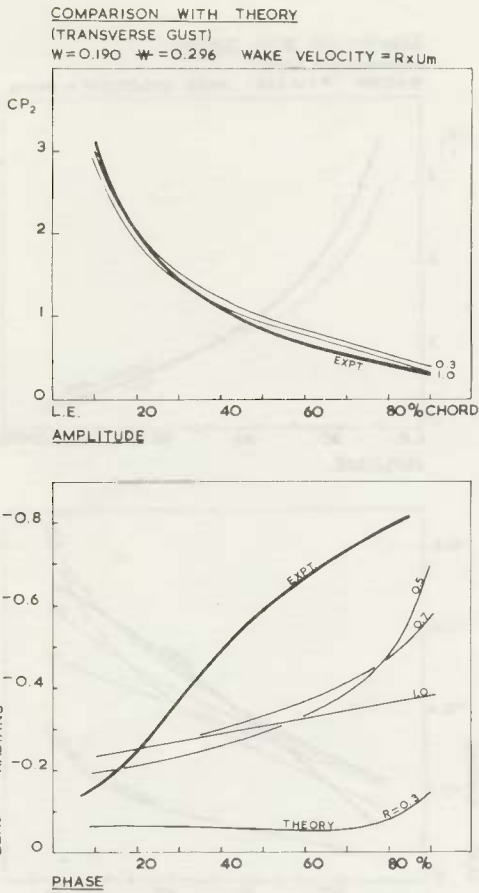 COMPARISON WITH THEORY
(TRANSVERSE GUST)
W=0.190 W=0.296 WAKE VELOCITY = R x Um
CP2
3
2
1
0
EXPT.
0.3
1.0
L.E. 20 40 60 80 % CHORD
AMPLITUDE
-0.8
-0.6
-0.4
-0.2
0
RADIANS
EXPT.
0.5
0.7
1.0
THEORY
R=0.3
20 40 60 80 %
PHASE